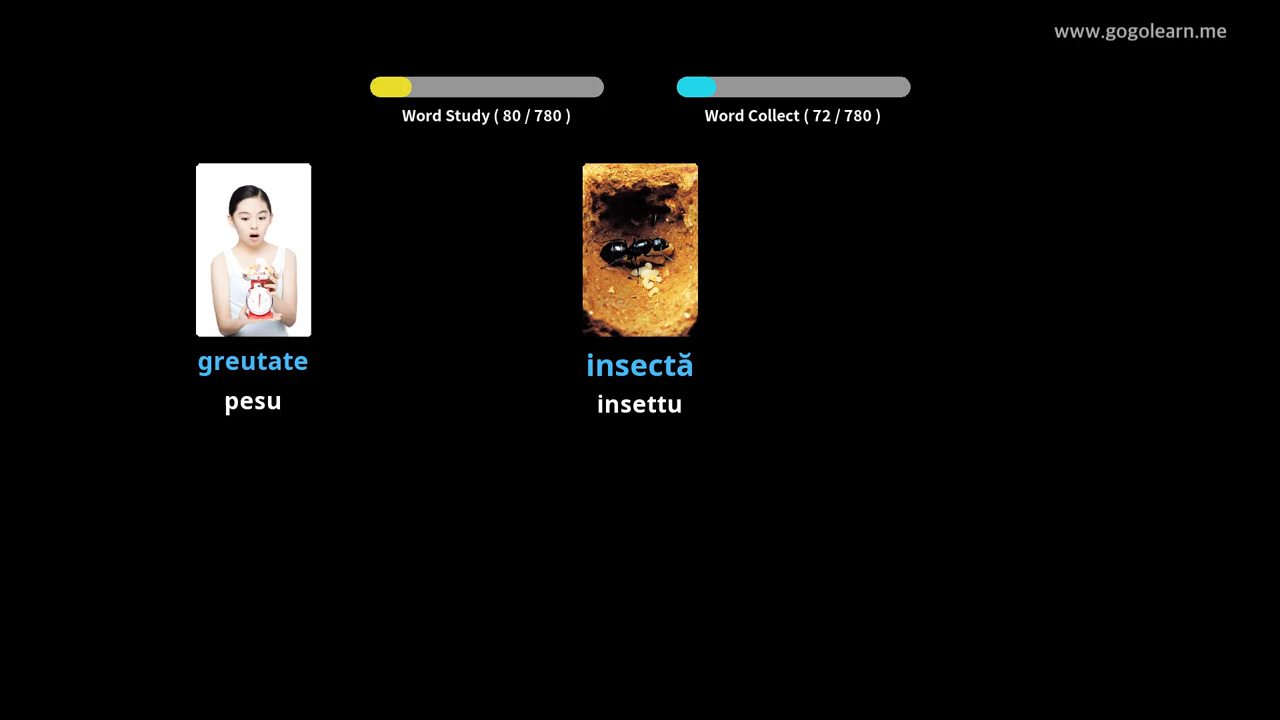 www.gogolearn.me
Word Study ( 80 / 780 )
Word Collect ( 72 / 780 )
greutate
pesu
insectă
insettu